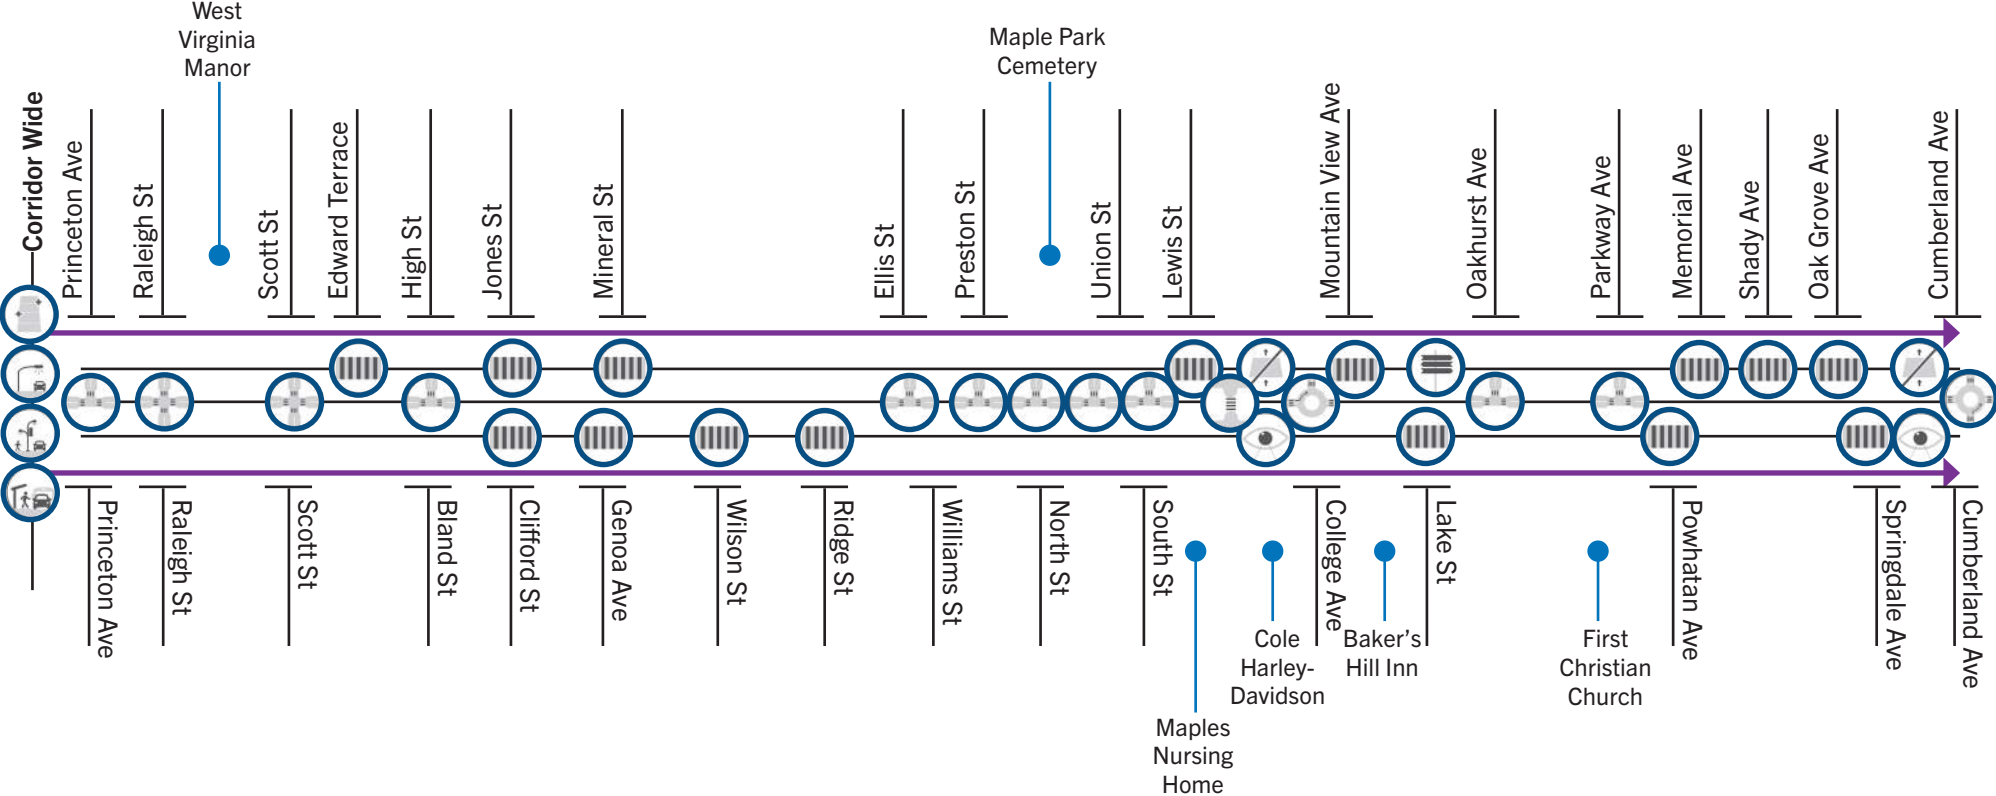 West
Virginia
Manor
Maple Park
Cemetery
Corridor Wide
Princeton Ave
Raleigh St
Scott St
Edward Terrace
High St
Jones St
Mineral St
Ellis St
Preston St
Union St
Lewis St
Mountain View Ave
Oakhurst Ave
Parkway Ave
Memorial Ave
Shady Ave
Oak Grove Ave
Cumberland Ave
Princeton Ave
Raleigh St
Scott St
Bland St
Clifford St
Genoa Ave
Wilson St
Ridge St
Williams St
North St
South St
College Ave
Lake St
Powhatan Ave
Springdale Ave
Cumberland Ave
Maples
Nursing
Home
Cole
Harley-
Davidson
Baker's
Hill Inn
First
Christian
Church